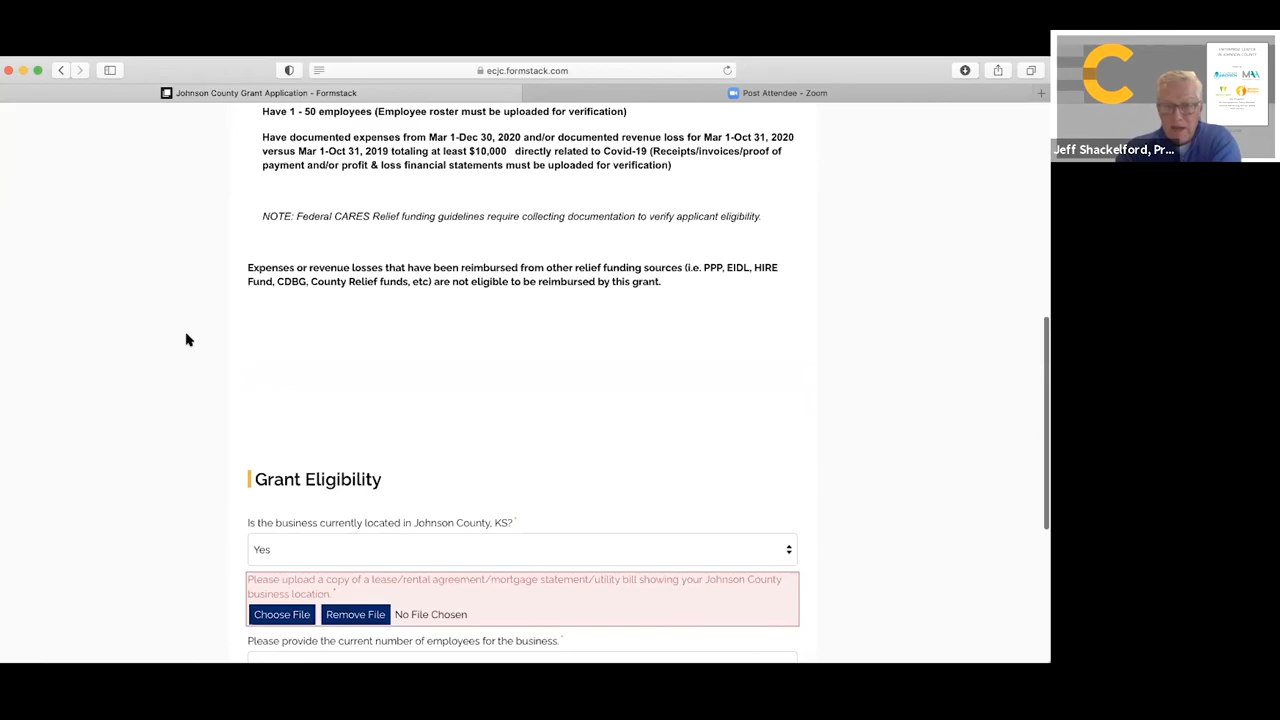 ecjc.formstack.com
Johnson County Grant Application - Formstack
Post Attendee - Zoom
Have 1 - 50 employees (Employee roster must be uploaded for verification)
Have documented expenses from Mar 1-Dec 30, 2020 and/or documented revenue loss for Mar 1-Oct 31, 2020
versus Mar 1-Oct 31, 2019 totaling at least $10,000 directly related to Covid-19 (Receipts/invoices/proof of
payment and/or profit & loss financial statements must be uploaded for verification)
NOTE: Federal CARES Relief funding guidelines require collecting documentation to verify applicant eligibility.
Expenses or revenue losses that have been reimbursed from other relief funding sources (i.e. PPP, EIDL, HIRE
Fund, CDBG, County Relief funds, etc) are not eligible to be reimbursed by this grant.
Grant Eligibility
Is the business currently located in Johnson County, KS?*
Yes
Please upload a copy of a lease/rental agreement/mortgage statement/utility bill showing your Johnson County
business location.*
Choose File
Remove File
No File Chosen
Please provide the current number of employees for the business.*
C
ENTERPRISE CENTER
IN JOHNSON COUNTY
Jeff Shackelford, Pr...